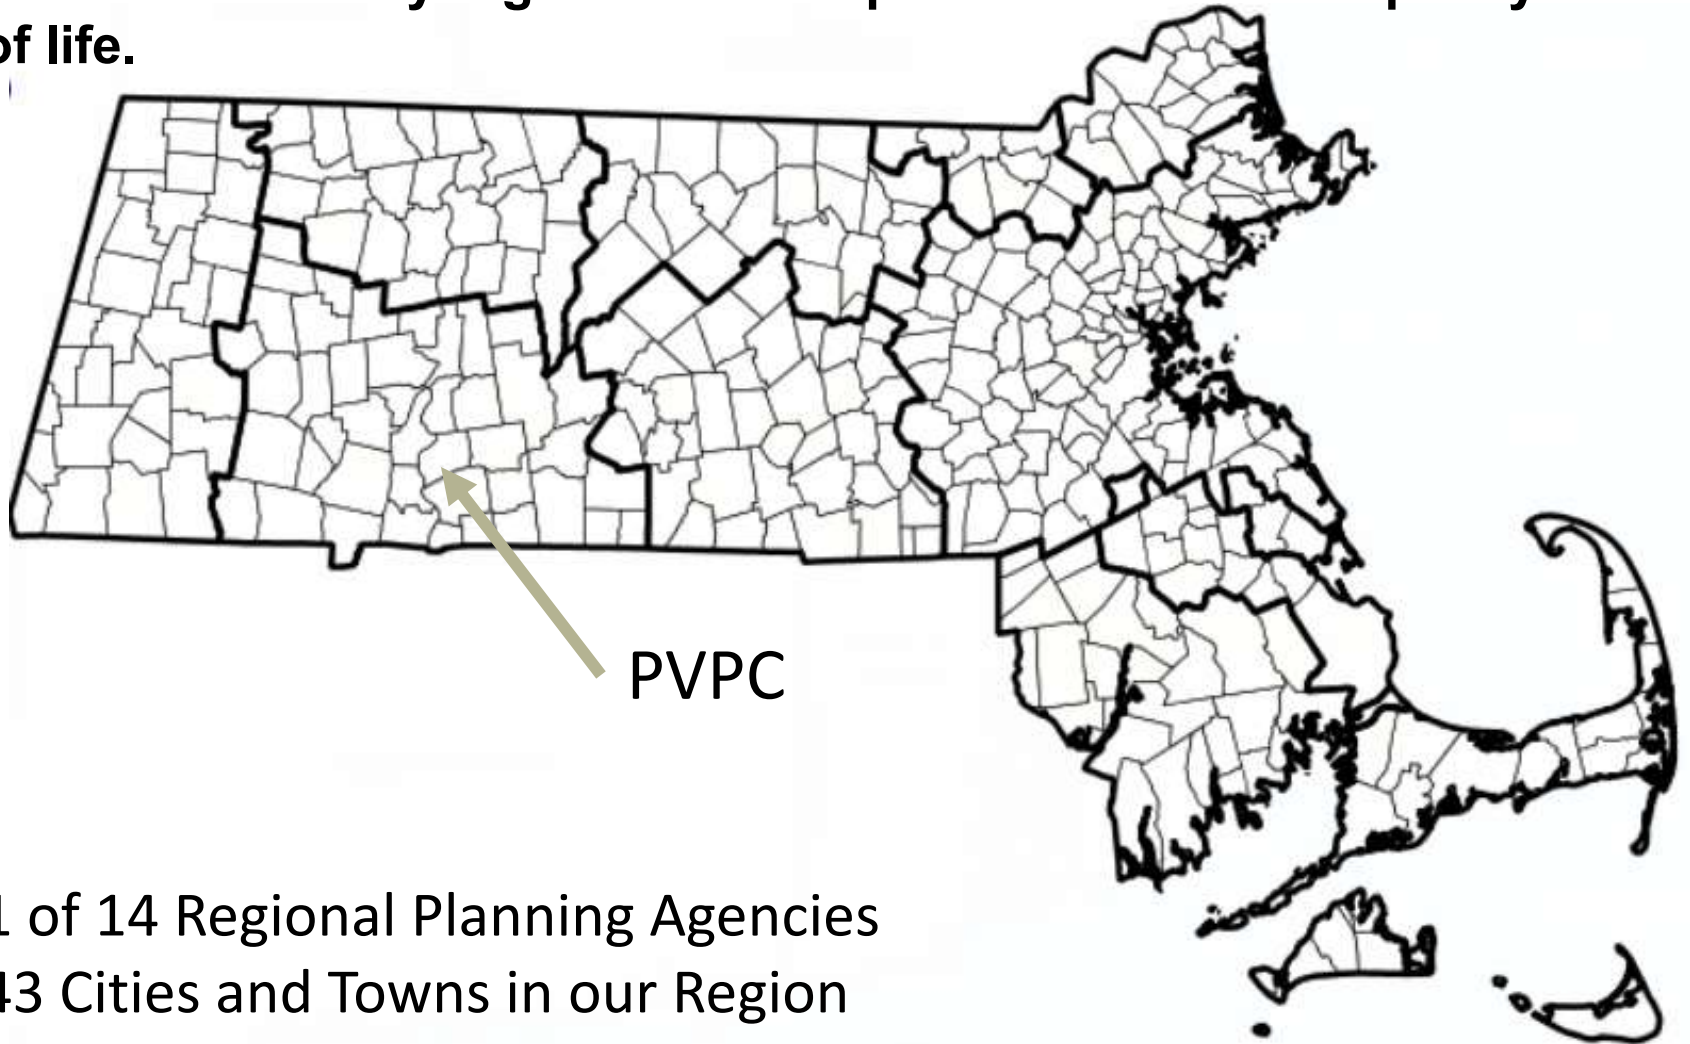 of life.
PVPC
1 of 14 Regional Planning Agencies
43 Cities and Towns in our Region